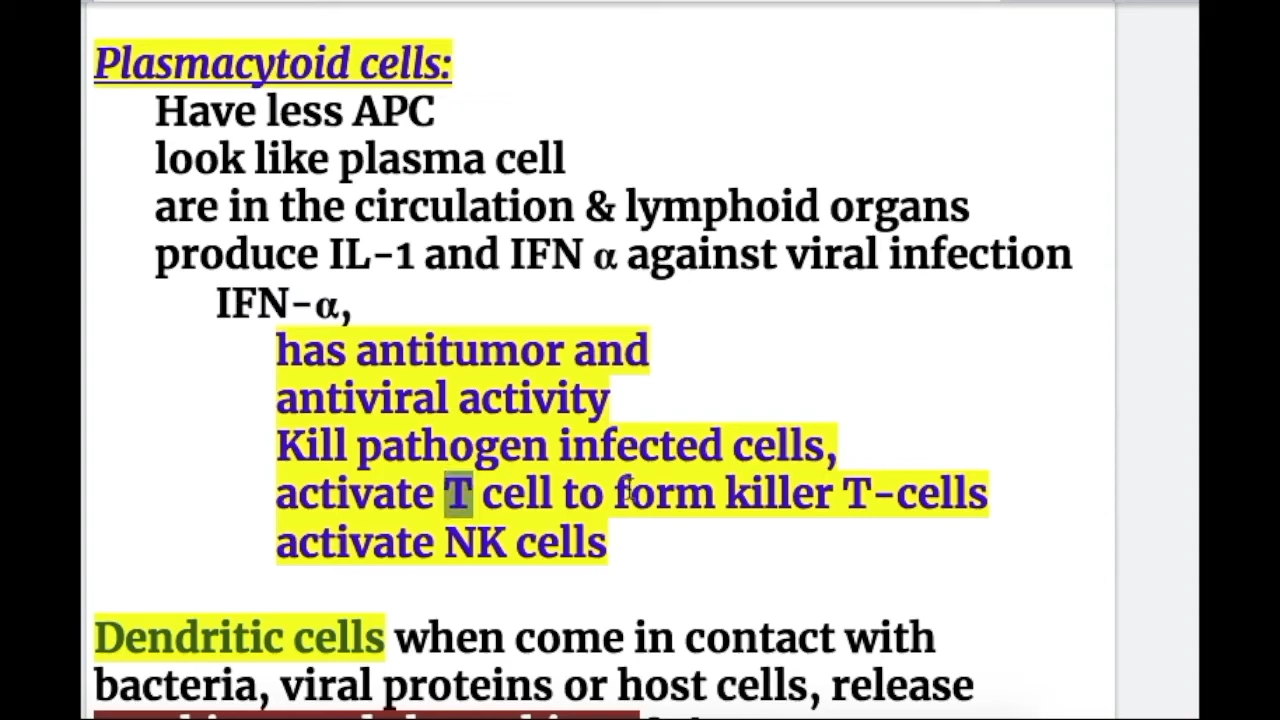 Plasmacytoid cells:
Have less APC
look like plasma cell
are in the circulation & lymphoid organs
produce IL-1 and IFN α against viral infection
IFN-α,
has antitumor and
antiviral activity
Kill pathogen infected cells,
activate T cell to form killer T-cells
activate NK cells
Dendritic cells when come in contact with
bacteria, viral proteins or host cells, release